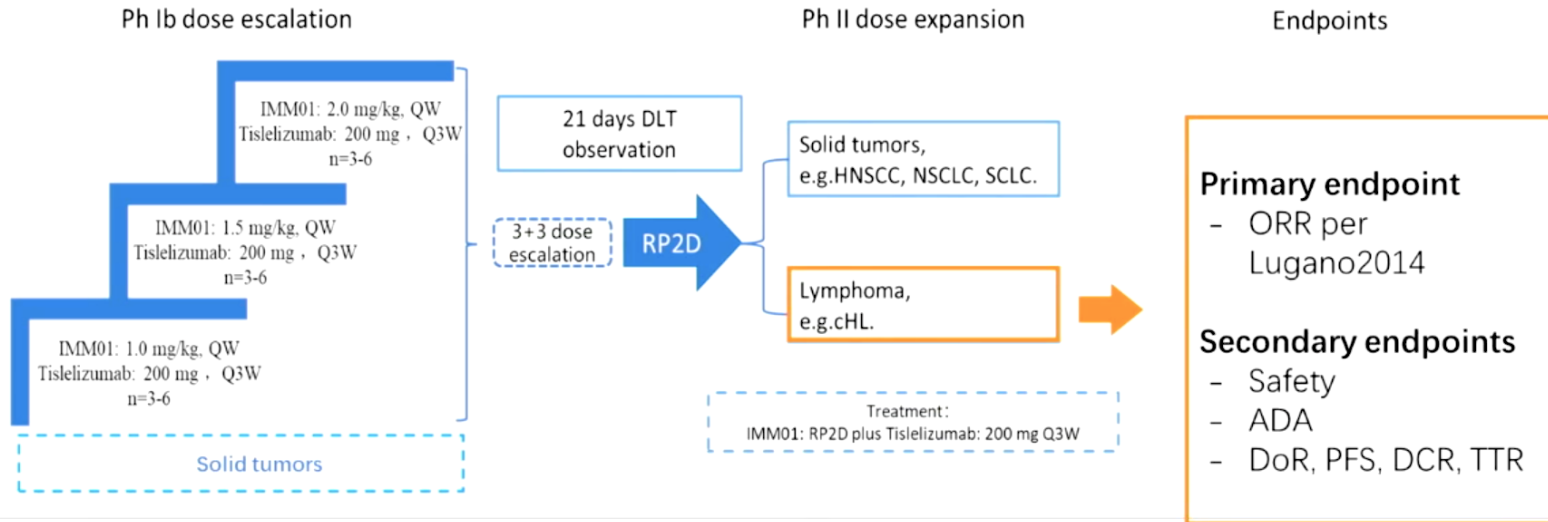 Ph Ib dose escalation
Ph II dose expansion
Endpoints
IMM01: 2.0 mg/kg, QW
Tislelizumab: 200 mg , Q3W
n=3-6
IMM01: 1.5 mg/kg, QW
Tislelizumab: 200 mg , Q3W
n=3-6
IMM01: 1.0 mg/kg, QW
Tislelizumab: 200 mg , Q3W
n=3-6
Solid tumors
21 days DLT
observation
3+3 dose
escalation
RP2D
Solid tumors,
e.g.HNSCC, NSCLC, SCLC.
Lymphoma,
e.g.cHL.
Treatment:
IMM01: RP2D plus Tislelizumab: 200 mg Q3W
Primary endpoint
- ORR per
Lugano2014
Secondary endpoints
- Safety
- ADA
- DoR, PFS, DCR, TTR